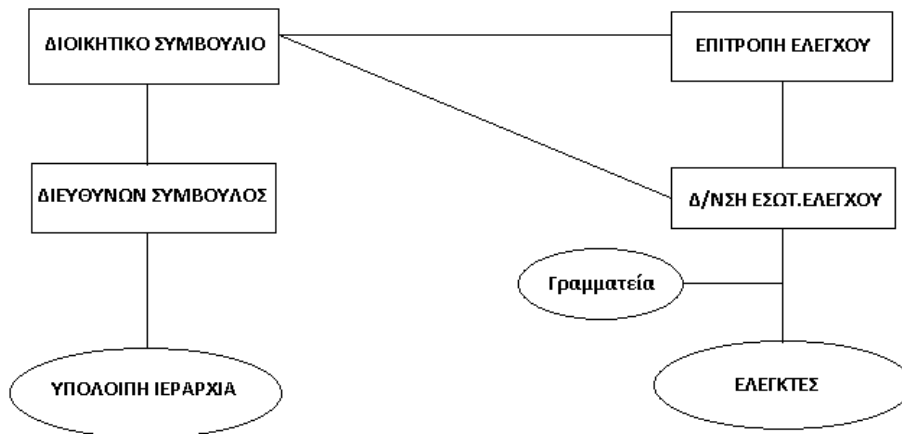 ΔΙΟΙΚΗΤΙΚΟ ΣΥΜΒΟΥΛΙΟ
ΕΠΙΤΡΟΠΗ ΕΛΕΓΧΟΥ
ΔΙΕΥΘΥΝΩΝ ΣΥΜΒΟΥΛΟΣ
Δ/ΝΣΗ ΕΣΩΤ.ΕΛΕΓΧΟΥ
Γραμματεία
ΥΠΟΛΟΙΠΗ ΙΕΡΑΡΧΙΑ
ΕΛΕΓΚΤΕΣ